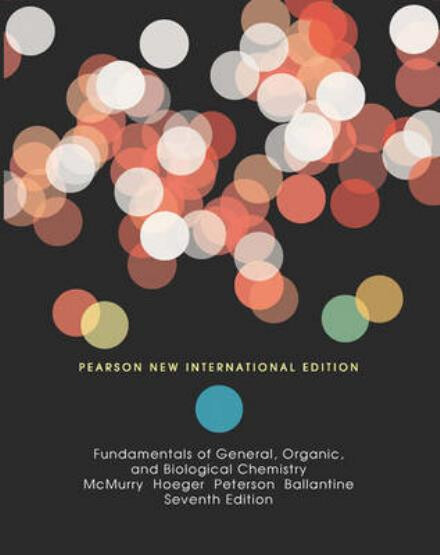 PEARSON NEW INTERNATIONAL EDITION
Fundamentals of General, Organic,
and Biological Chemistry
McMurry Hoeger Peterson Ballantine
Seventh Edition